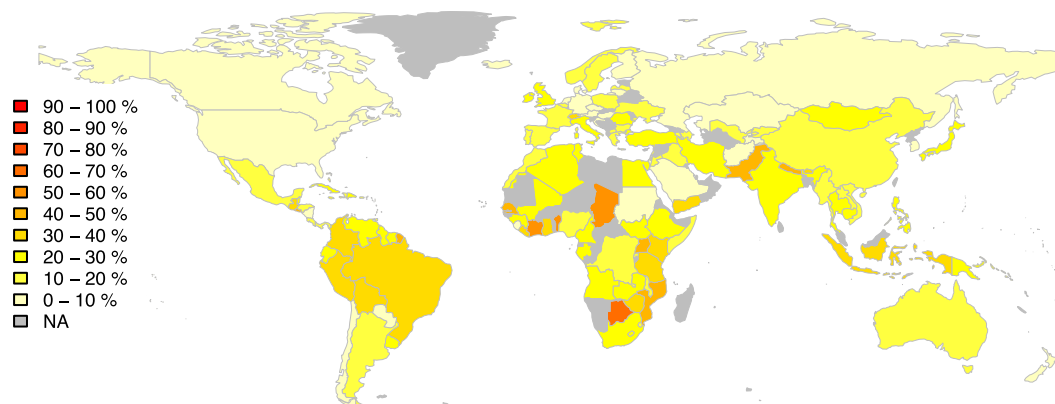 90 – 100 %
80 – 90 %
70 – 80 %
60 – 70 %
50 – 60 %
40 – 50 %
30 – 40 %
20 – 30 %
10 – 20 %
0 – 10 %
NA